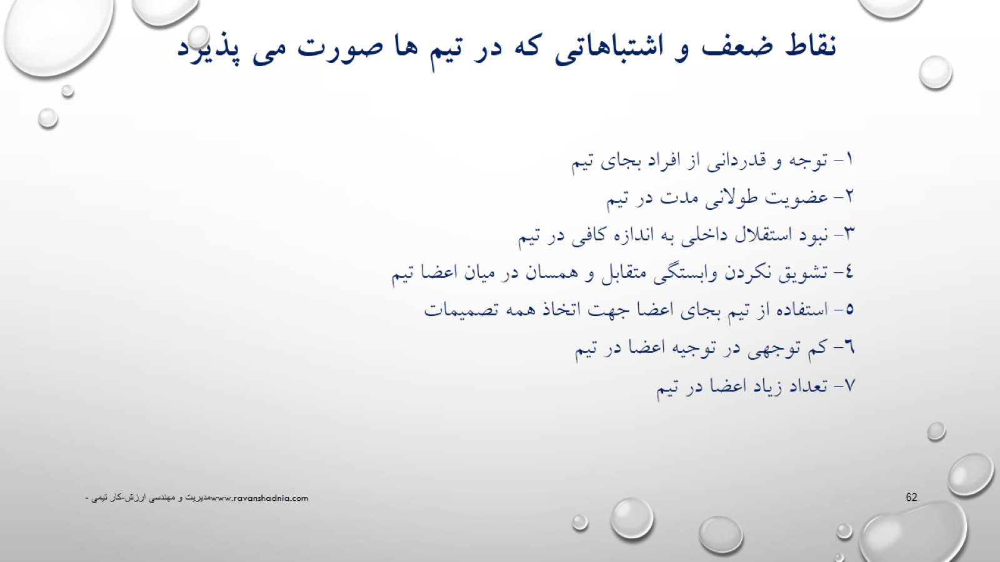 نقاط ضعف و اشتباهاتی که در تیم ها صورت می پذیرد
۱- توجه و قدردانی از افراد بجای تیم
۲- عضویت طولانی مدت در تیم
۳- نبود استقلال داخلی به اندازه کافی در تیم
٤- تشویق نکردن وابستگی متقابل و همسان در میان اعضا تیم
٥- استفاده از تیم بجای اعضا جهت اتخاذ همه تصمیمات
٦- کم توجهی در توجیه اعضا در تیم
۷- تعداد زیاد اعضا در تیم
مدیریت و مهندسی ارزش-کار تیمی - www.ravanshadnia.com
62